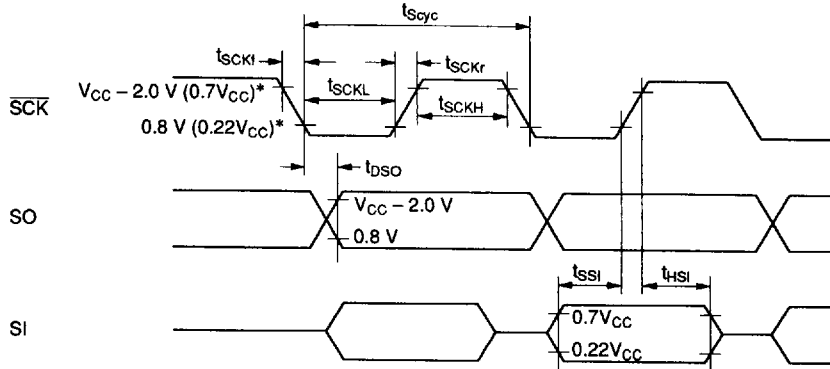 tScyc
tSCKf
tSCKr
tSCKL
VCC – 2.0 V (0.7VCC)*
SCK
tSCKH
0.8 V (0.22VCC)*
tDSO
VCC – 2.0 V
SO
0.8 V
tSSI
tHSI
0.7VCC
SI
0.22VCC